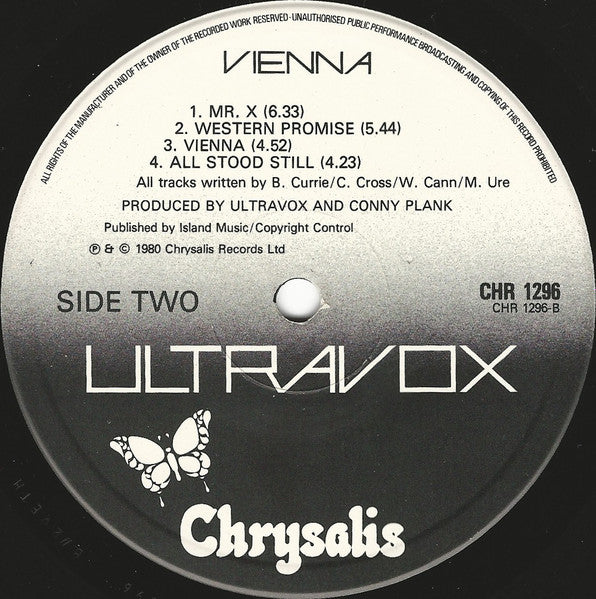 ALL RIGHTS OF THE MANUFACTURER AND OF THE OWNER OF THE RECORDED WORK RESERVED · UNAUTHORISED PUBLIC PERFORMANCE BROADCASTING AND COPYING OF THIS RECORD PROHIBITED
VIENNA
1. MR. X (6.33)
2. WESTERN PROMISE (5.44)
3. VIENNA (4.52)
4. ALL STOOD STILL (4.23)
All tracks written by B. Currie/C. Cross/W. Cann/M. Ure
PRODUCED BY ULTRAVOX AND CONNY PLANK
Published by Island Music/Copyright Control
℗ & © 1980 Chrysalis Records Ltd
SIDE TWO
CHR 1296
CHR 1296-B
ULTRAVOX
Chrysalis